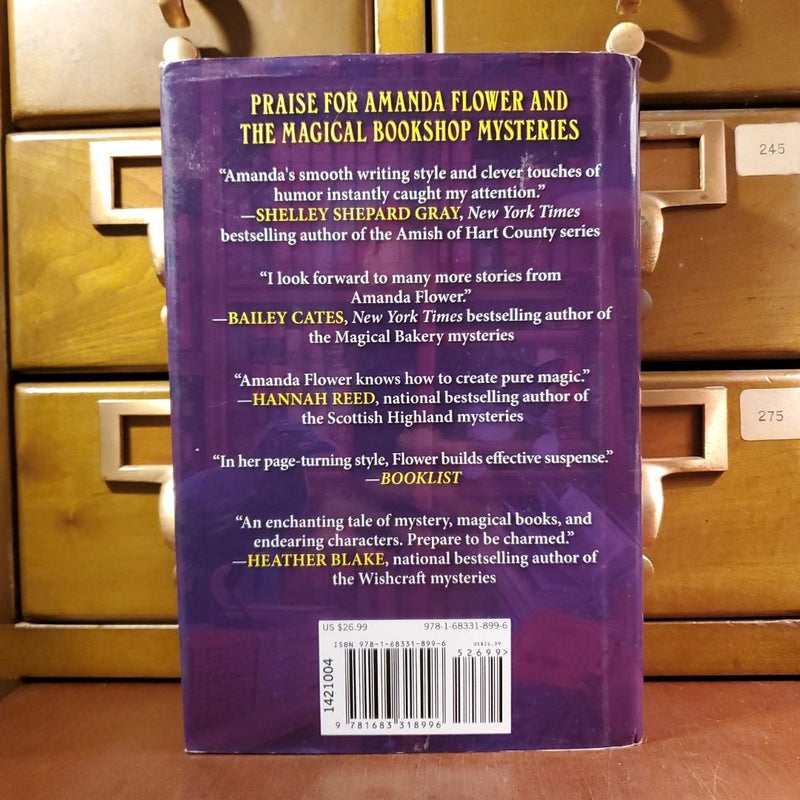 PRAISE FOR AMANDA FLOWER AND
THE MAGICAL BOOKSHOP MYSTERIES
“Amanda's smooth writing style and clever touches of
humor instantly caught my attention.”
—SHELLEY SHEPARD GRAY, New York Times
bestselling author of the Amish of Hart County series
“I look forward to many more stories from
Amanda Flower.”
—BAILEY CATES, New York Times bestselling author of
the Magical Bakery mysteries
“Amanda Flower knows how to create pure magic.”
—HANNAH REED, national bestselling author of
the Scottish Highland mysteries
“In her page-turning style, Flower builds effective suspense.”
—BOOKLIST
“An enchanting tale of mystery, magical books, and
endearing characters. Prepare to be charmed.”
—HEATHER BLAKE, national bestselling author of
the Wishcraft mysteries
US $26.99 978-1-68331-899-6
ISBN 978-1-68331-899-6
US$26.99
52699>
1421004
9 781683 318996
245
275